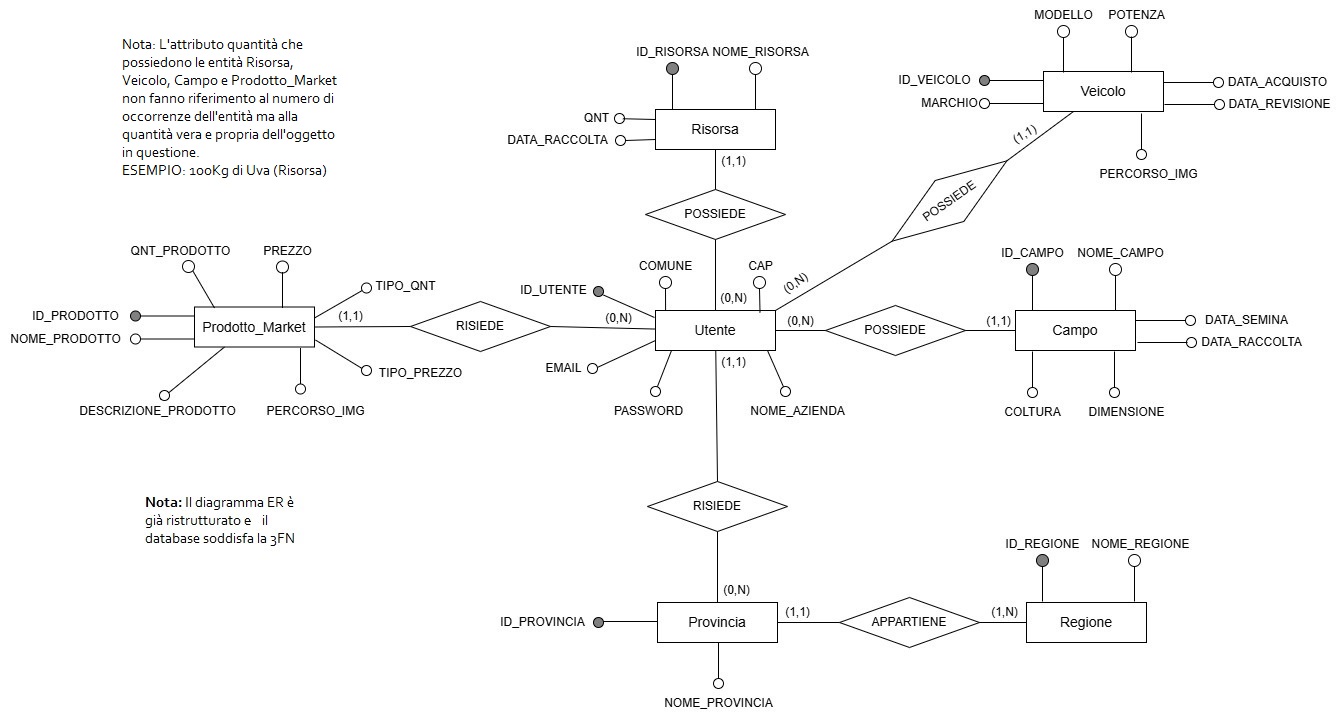 MODELLO POTENZA
Nota: L'attributo quantità che
possiedono le entità Risorsa,
Veicolo, Campo e Prodotto_Market
non fanno riferimento al numero di
occorrenze dell'entità ma alla
quantità vera e propria dell'oggetto
in questione.
ESEMPIO: 100Kg di Uva (Risorsa)
ID_RISORSA NOME_RISORSA
QNT
DATA_RACCOLTA
Risorsa
(1,1)
POSSIEDE
(0,N)
ID_VEICOLO
MARCHIO
Veicolo
DATA_ACQUISTO
DATA_REVISIONE
PERCORSO_IMG
(1,1)
POSSIEDE
(0,N)
QNT_PRODOTTO PREZZO
TIPO_QNT
ID_PRODOTTO
NOME_PRODOTTO
Prodotto_Market
(1,1)
TIPO_PREZZO
DESCRIZIONE_PRODOTTO PERCORSO_IMG
RISIEDE
(0,N)
COMUNE CAP
ID_UTENTE
Utente
EMAIL
PASSWORD NOME_AZIENDA
(0,N)
POSSIEDE
(1,1)
ID_CAMPO NOME_CAMPO
Campo
DATA_SEMINA
DATA_RACCOLTA
COLTURA DIMENSIONE
(1,1)
RISIEDE
(0,N)
Nota: Il diagramma ER è
già ristrutturato e il
database soddisfa la 3FN
ID_PROVINCIA
Provincia
NOME_PROVINCIA
(1,1)
APPARTIENE
(1,N)
ID_REGIONE NOME_REGIONE
Regione